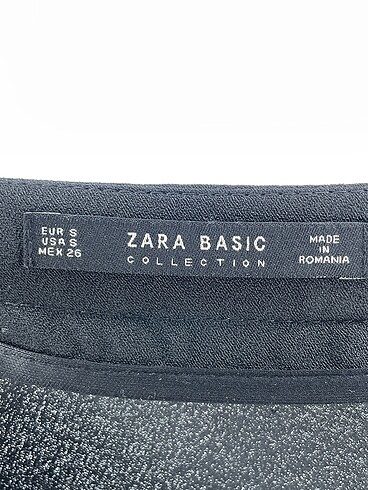 EUR S
USA S
MEX 26
ZARA BASIC
COLLECTION
MADE
IN
ROMANIA